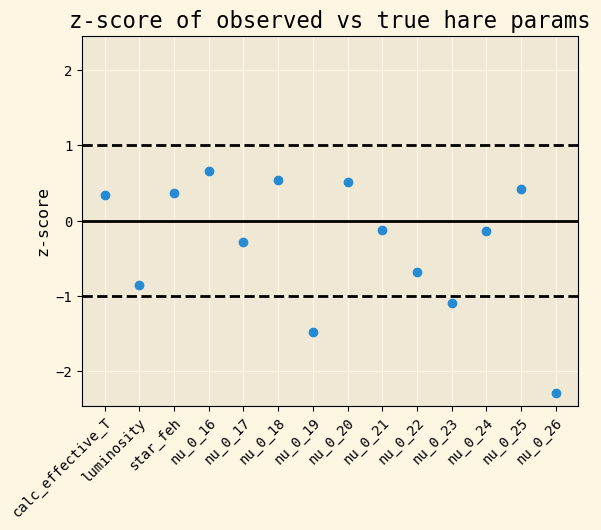 z-score of observed vs true hare params
z-score
2
1
0
−1
−2
calc_effective_T
luminosity
star_feh
nu_0_16
nu_0_17
nu_0_18
nu_0_19
nu_0_20
nu_0_21
nu_0_22
nu_0_23
nu_0_24
nu_0_25
nu_0_26